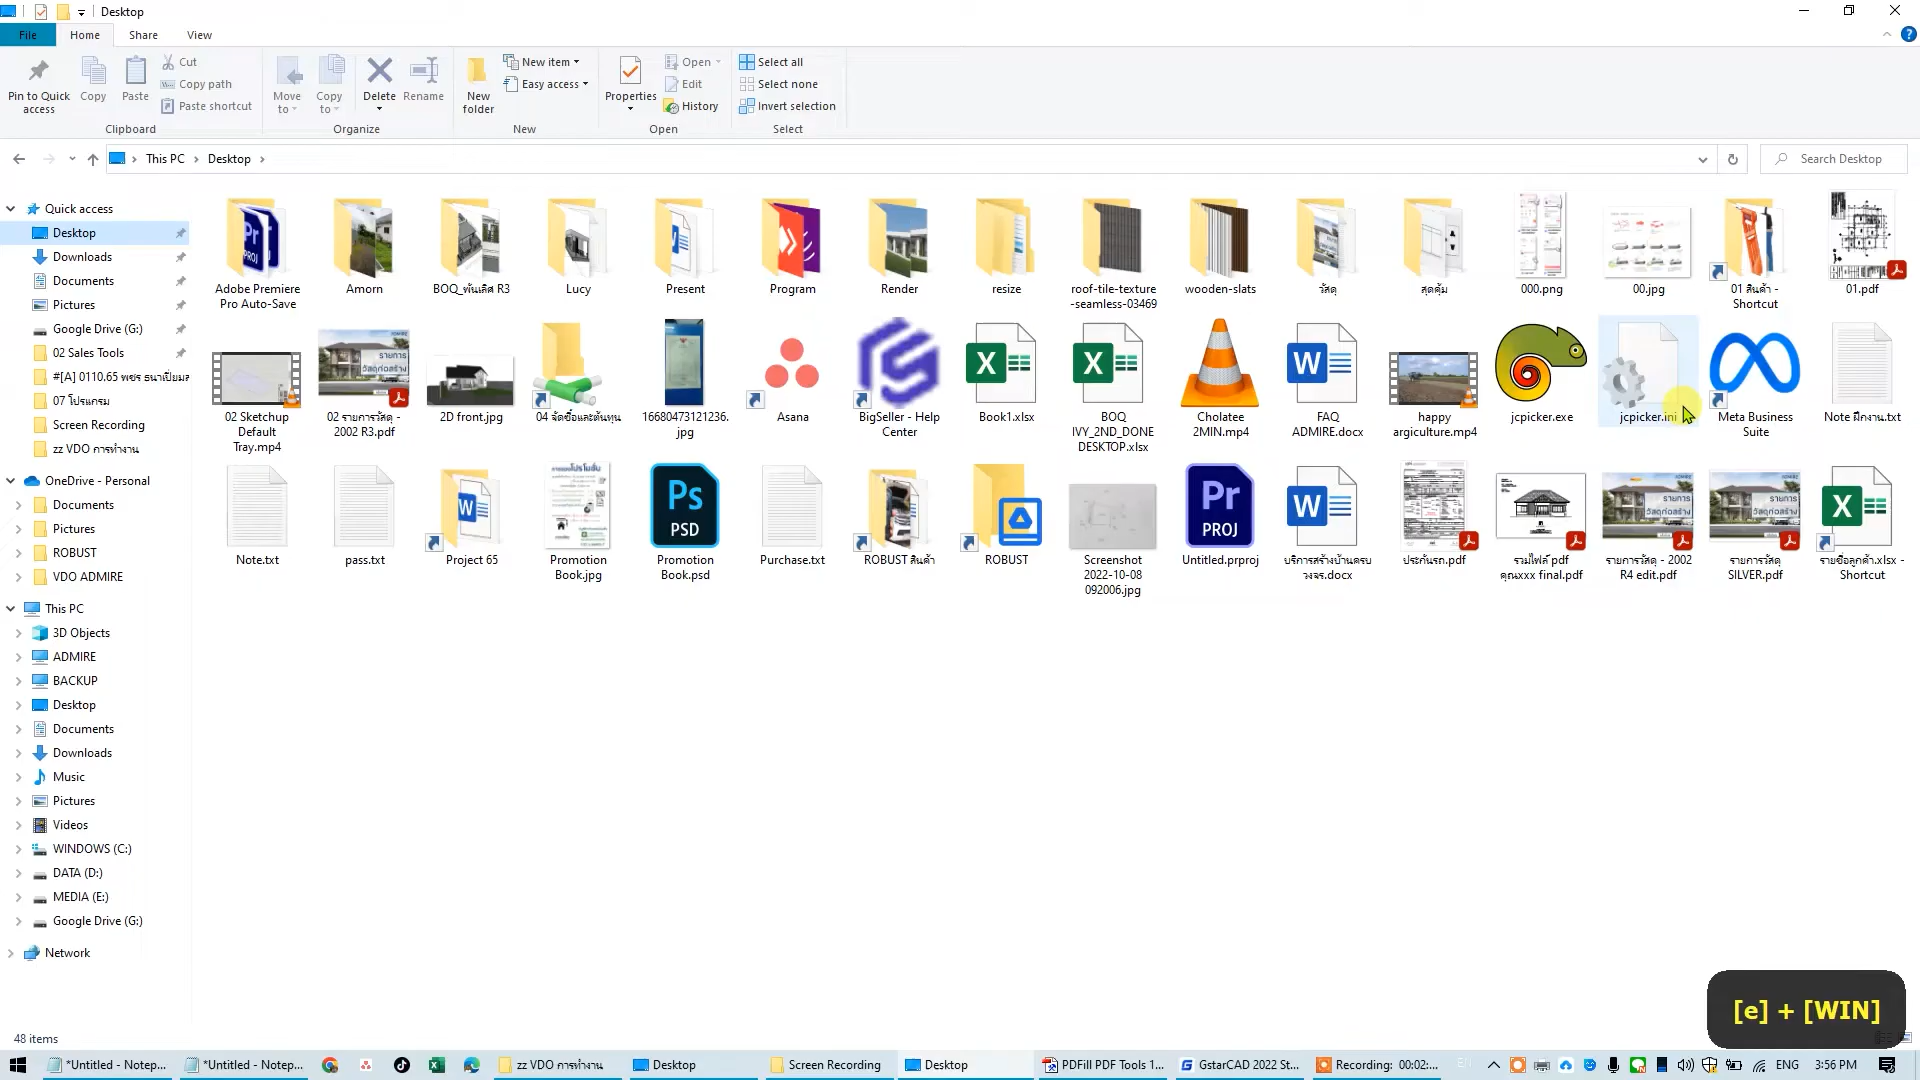 Desktop
File Home Share View
Pin to Quick access
Copy
Paste
Cut
Copy path
Paste shortcut
Clipboard
Move to
Copy to
Delete
Rename
Organize
New folder
New item
Easy access
New
Properties
Open
Edit
History
Open
Select all
Select none
Invert selection
Select
This PC
Desktop
Search Desktop
Quick access
Desktop
Downloads
Documents
Pictures
Google Drive (G:)
02 Sales Tools
07 โปรแกรม
Screen Recording
zz VDO การทำงาน
OneDrive - Personal
Documents
Pictures
ROBUST
VDO ADMIRE
This PC
3D Objects
ADMIRE
BACKUP
Desktop
Documents
Downloads
Music
Pictures
Videos
WINDOWS (C:)
DATA (D:)
MEDIA (E:)
Google Drive (G:)
Network
Adobe Premiere
Pro Auto-Save
Amorn
BOQ_พ้นเลิศ R3
Lucy
Present
Program
Render
resize
roof-tile-texture
-seamless-03469
wooden-slats
วัสดุ
สุดคุ้ม
000.png
00.jpg
01 สินค้า -
Shortcut
01.pdf
02 Sketchup
Default
Tray.mp4
02 รายการวัสดุ -
2002 R3.pdf
2D front.jpg
04 จัดซื้อและต้นทุน
16680473121236.
jpg
Asana
BigSeller - Help
Center
Book1.xlsx
BOQ
IVY_2ND_DONE
DESKTOP.xlsx
Cholatee
2MIN.mp4
FAQ
ADMIRE.docx
happy
argiculture.mp4
jcpicker.exe
jcpicker.ini
Meta Business
Suite
Note ฝึกงาน.txt
Note.txt
pass.txt
Project 65
Promotion
Book.jpg
Ps
PSD
Promotion
Book.psd
Purchase.txt
ROBUST สินค้า
ROBUST
Screenshot
2022-10-08
092006.jpg
Pr
PROJ
Untitled.prproj
บริการสร้างบ้านครบ
วงจร.docx
ประกันรถ.pdf
รวมไฟล์ pdf
คุณxxx final.pdf
รายการวัสดุ - 2002
R4 edit.pdf
รายการวัสดุ
SILVER.pdf
รายชื่อลูกค้า.xlsx -
Shortcut
48 items
[e] + [WIN]
*Untitled - Notep...
*Untitled - Notep...
zz VDO การทำงาน
Desktop
Screen Recording
Desktop
PDFill PDF Tools 1...
GstarCAD 2022 St...
Recording: 00:02:...
ENG
3:56 PM